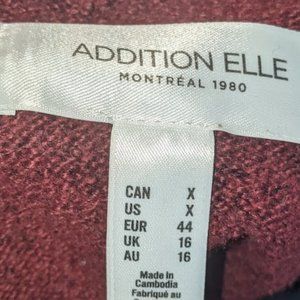 ADDITION ELLE
MONTRÉAL 1980
CAN X
US X
EUR 44
UK 16
AU 16
Made in
Cambodia
Fabriqué au